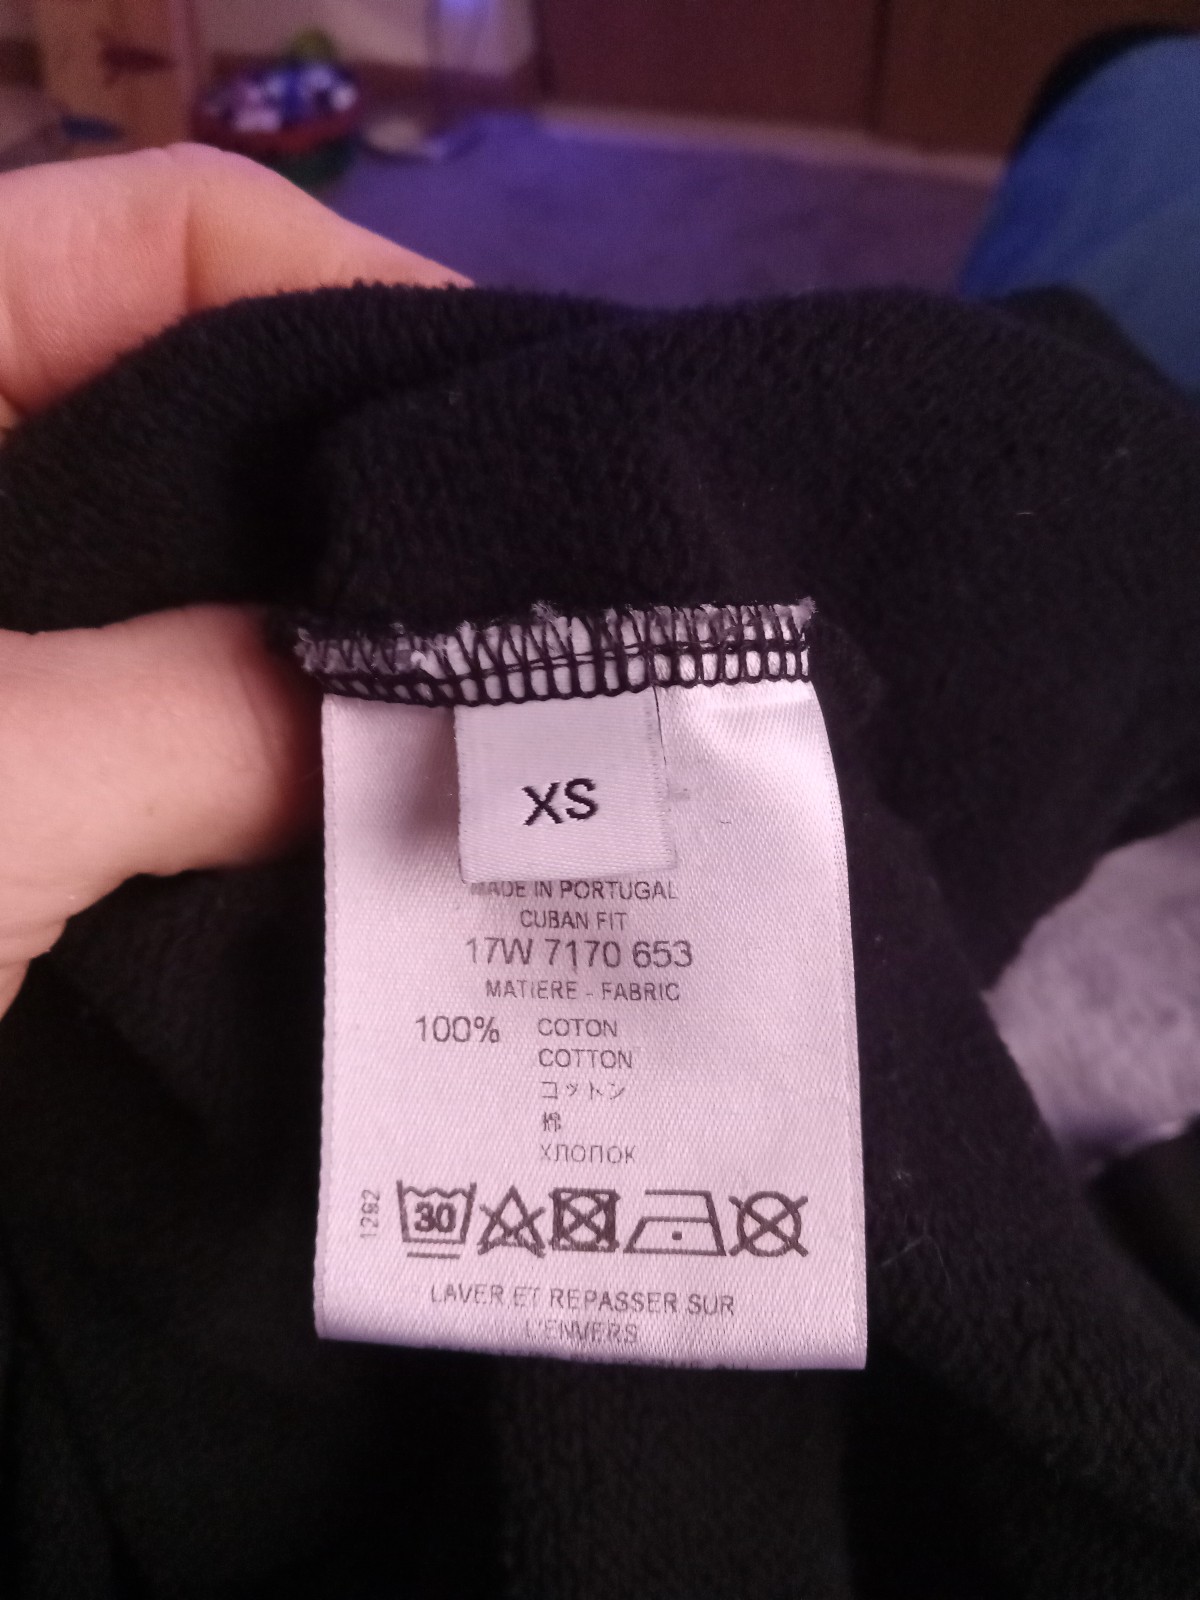 XS
MADE IN PORTUGAL
CUBAN FIT
17W 7170 653
MATIERE - FABRIC
100% COTON
COTTON
コットン
棉
ХЛОПОК
1292
30
LAVER ET REPASSER SUR
L'ENVERS